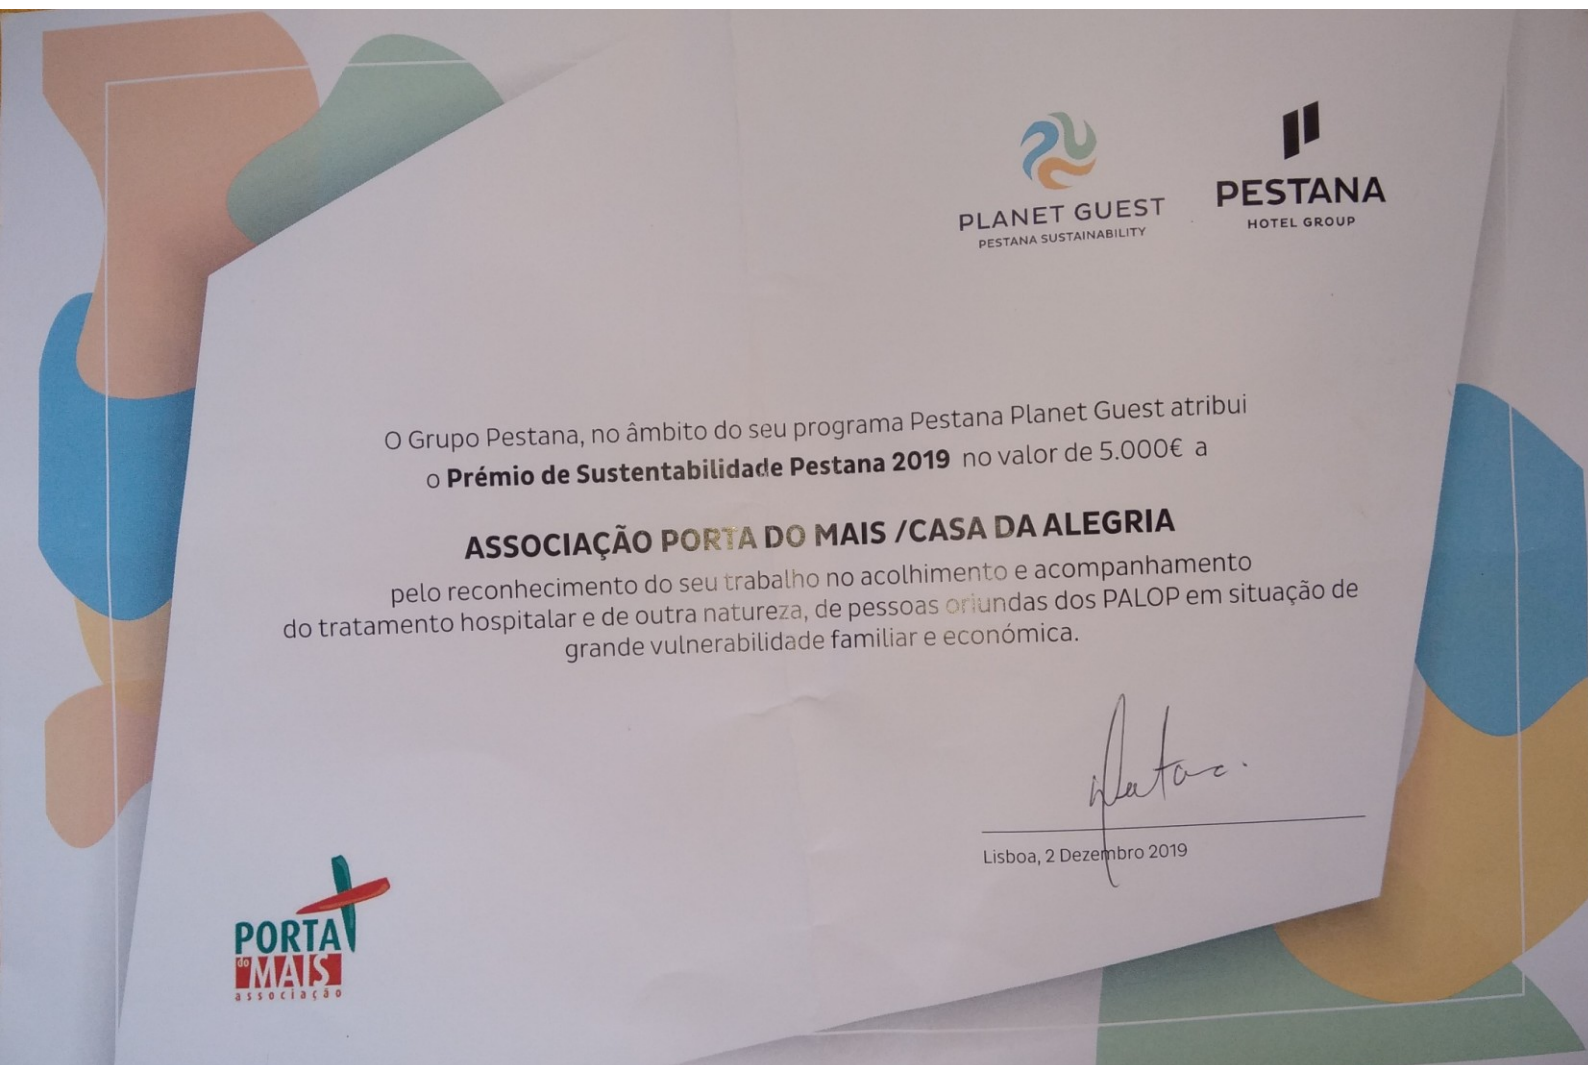 PLANET GUEST
PESTANA SUSTAINABILITY
PESTANA
HOTEL GROUP
O Grupo Pestana, no âmbito do seu programa Pestana Planet Guest atribui
o Prémio de Sustentabilidade Pestana 2019 no valor de 5.000€ a
ASSOCIAÇÃO PORTA DO MAIS /CASA DA ALEGRIA
pelo reconhecimento do seu trabalho no acolhimento e acompanhamento
do tratamento hospitalar e de outra natureza, de pessoas oriundas dos PALOP em situação de
grande vulnerabilidade familiar e económica.
Lisboa, 2 Dezembro 2019
PORTA
do MAIS
associação